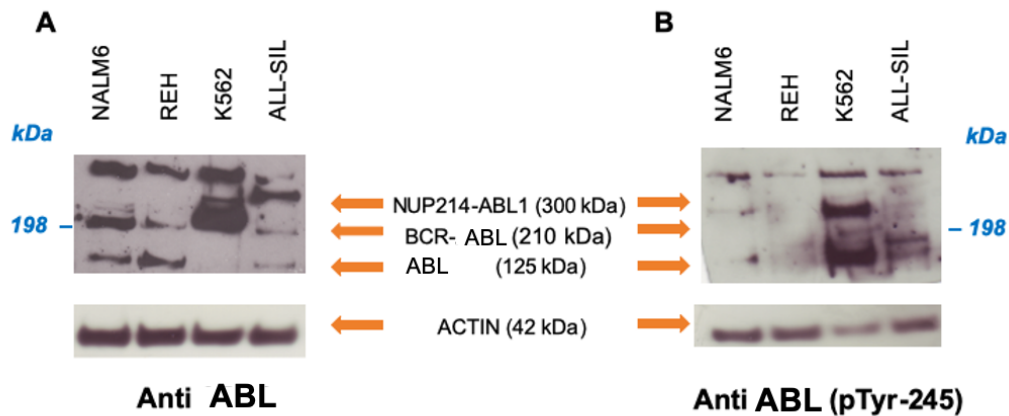 A
B
NALM6
REH
K562
ALL-SIL
NALM6
REH
K562
ALL-SIL
kDa
kDa
NUP214-ABL1 (300 kDa)
198 –
BCR- ABL (210 kDa)
– 198
ABL (125 kDa)
ACTIN (42 kDa)
Anti ABL
Anti ABL (pTyr-245)